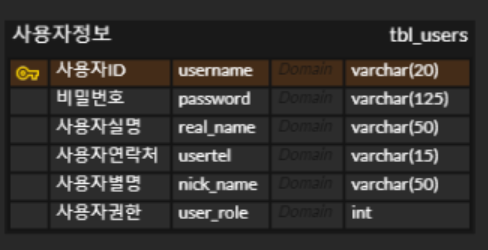 사용자정보 tbl_users
사용자ID username Domain varchar(20)
비밀번호 password Domain varchar(125)
사용자실명 real_name Domain varchar(50)
사용자연락처 usertel Domain varchar(15)
사용자별명 nick_name Domain varchar(50)
사용자권한 user_role Domain int